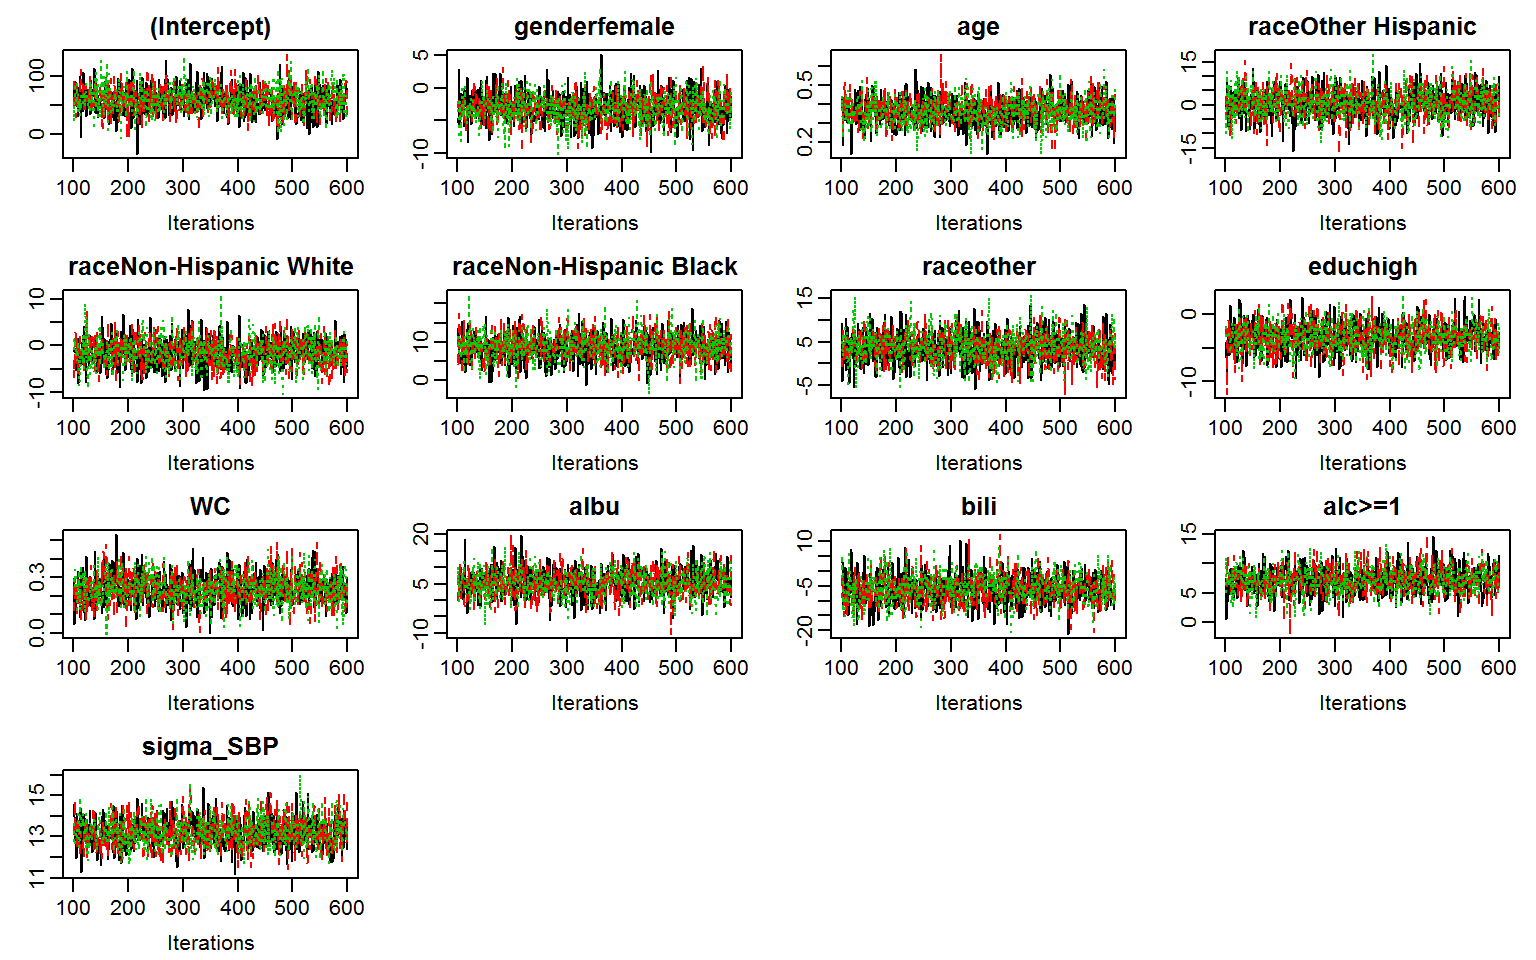 (Intercept) genderfemale age raceOther Hispanic
0 100 -10 0 5 0.2 0.5 -15 0 15
100 200 300 400 500 600 100 200 300 400 500 600 100 200 300 400 500 600 100 200 300 400 500 600
Iterations Iterations Iterations Iterations
raceNon-Hispanic White raceNon-Hispanic Black raceother educhigh
-10 0 10 0 10 -5 5 15 -10 0
100 200 300 400 500 600 100 200 300 400 500 600 100 200 300 400 500 600 100 200 300 400 500 600
Iterations Iterations Iterations Iterations
WC albu bili alc>=1
0.0 0.3 -10 5 20 -20 -5 10 0 5 15
100 200 300 400 500 600 100 200 300 400 500 600 100 200 300 400 500 600 100 200 300 400 500 600
Iterations Iterations Iterations Iterations
sigma_SBP
11 13 15
100 200 300 400 500 600
Iterations